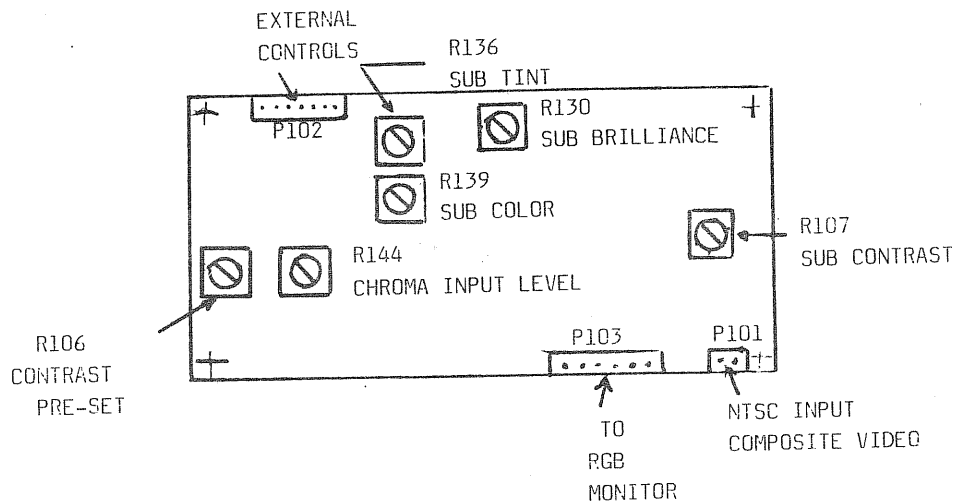 EXTERNAL
CONTROLS
R136
SUB TINT
P102
R130
SUB BRILLIANCE
R139
SUB COLOR
R107
SUB CONTRAST
R144
CHROMA INPUT LEVEL
R106
CONTRAST
PRE-SET
P103
P101
TO
RGB
MONITOR
NTSC INPUT
COMPOSITE VIDEO